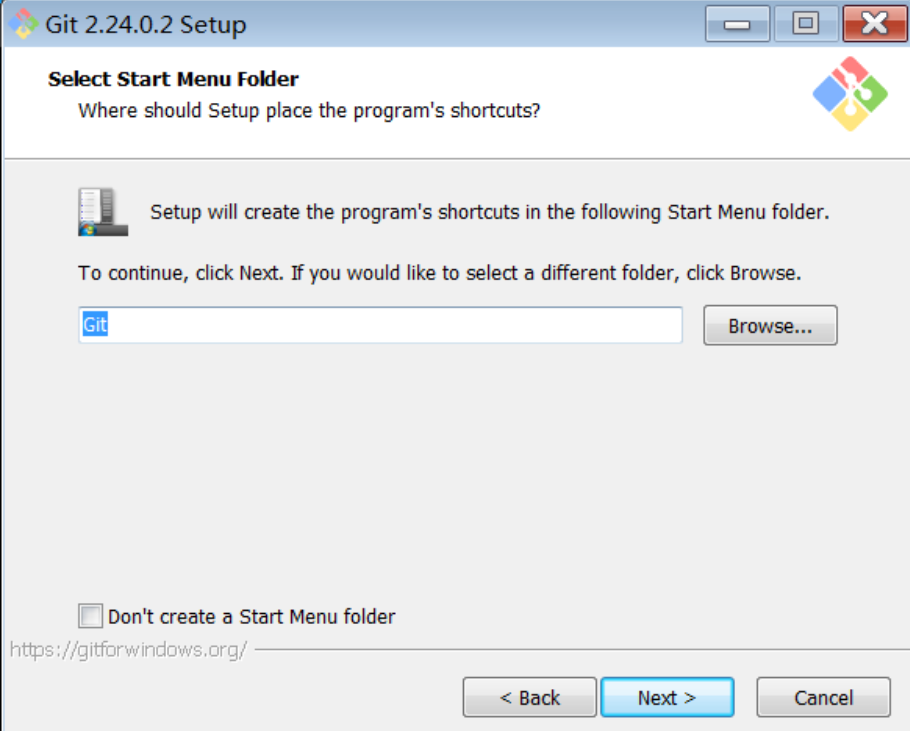 Git 2.24.0.2 Setup
Select Start Menu Folder
Where should Setup place the program's shortcuts?
Setup will create the program's shortcuts in the following Start Menu folder.
To continue, click Next. If you would like to select a different folder, click Browse.
Git
Browse...
Don't create a Start Menu folder
https://gitforwindows.org/
< Back
Next >
Cancel